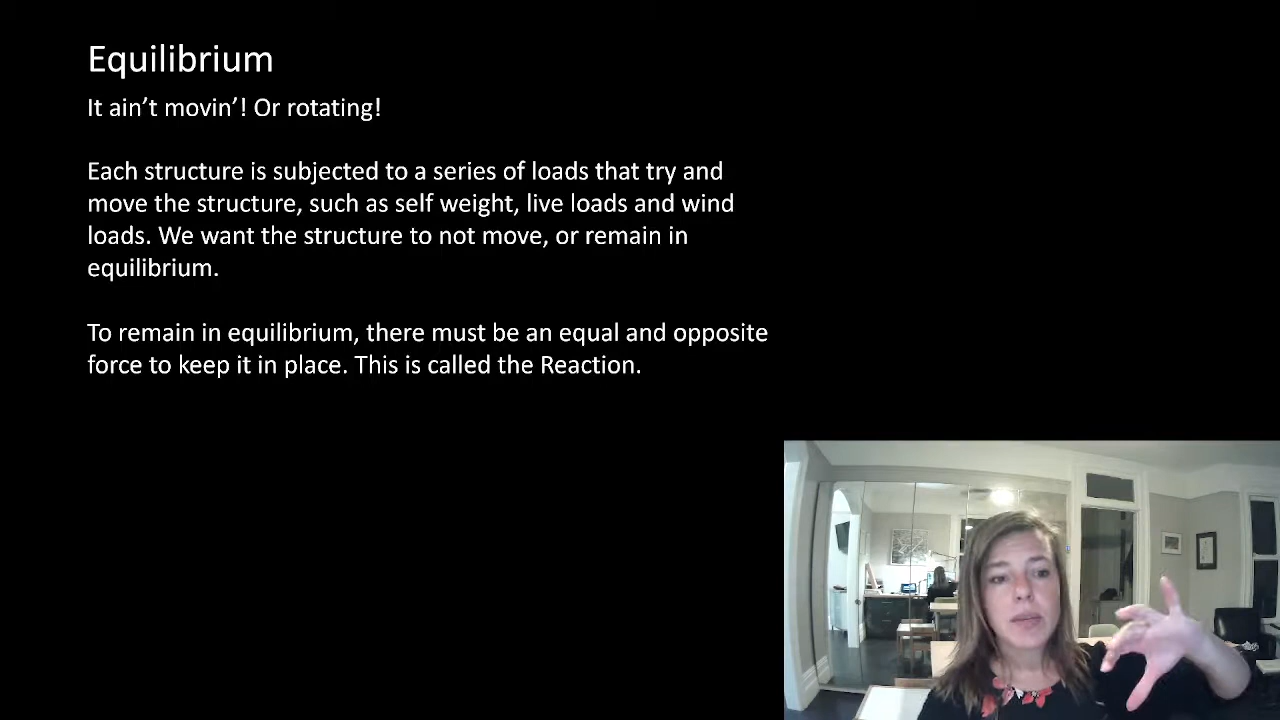 Equilibrium
It ain’t movin’! Or rotating!
Each structure is subjected to a series of loads that try and
move the structure, such as self weight, live loads and wind
loads. We want the structure to not move, or remain in
equilibrium.
To remain in equilibrium, there must be an equal and opposite
force to keep it in place. This is called the Reaction.